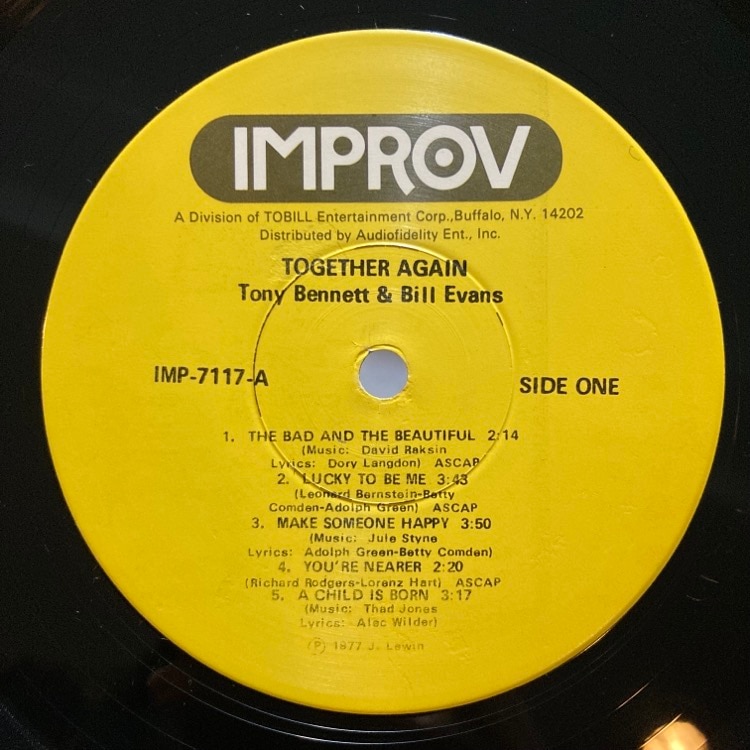 IMPROV
A Division of TOBILL Entertainment Corp.,Buffalo, N.Y. 14202
Distributed by Audiofidelity Ent., Inc.
TOGETHER AGAIN
Tony Bennett & Bill Evans
IMP-7117-A
SIDE ONE
1. THE BAD AND THE BEAUTIFUL 2:14
(Music: David Raksin
Lyrics: Dory Langdon) ASCAP
2. LUCKY TO BE ME 3:43
(Leonard Bernstein-Betty
Comden-Adolph Green) ASCAP
3. MAKE SOMEONE HAPPY 3:50
(Music: Jule Styne
Lyrics: Adolph Green-Betty Comden)
4. YOU'RE NEARER 2:20
(Richard Rodgers-Lorenz Hart) ASCAP
5. A CHILD IS BORN 3:17
(Music: Thad Jones
Lyrics: Alec Wilder)
℗ 1977 J. Lewin